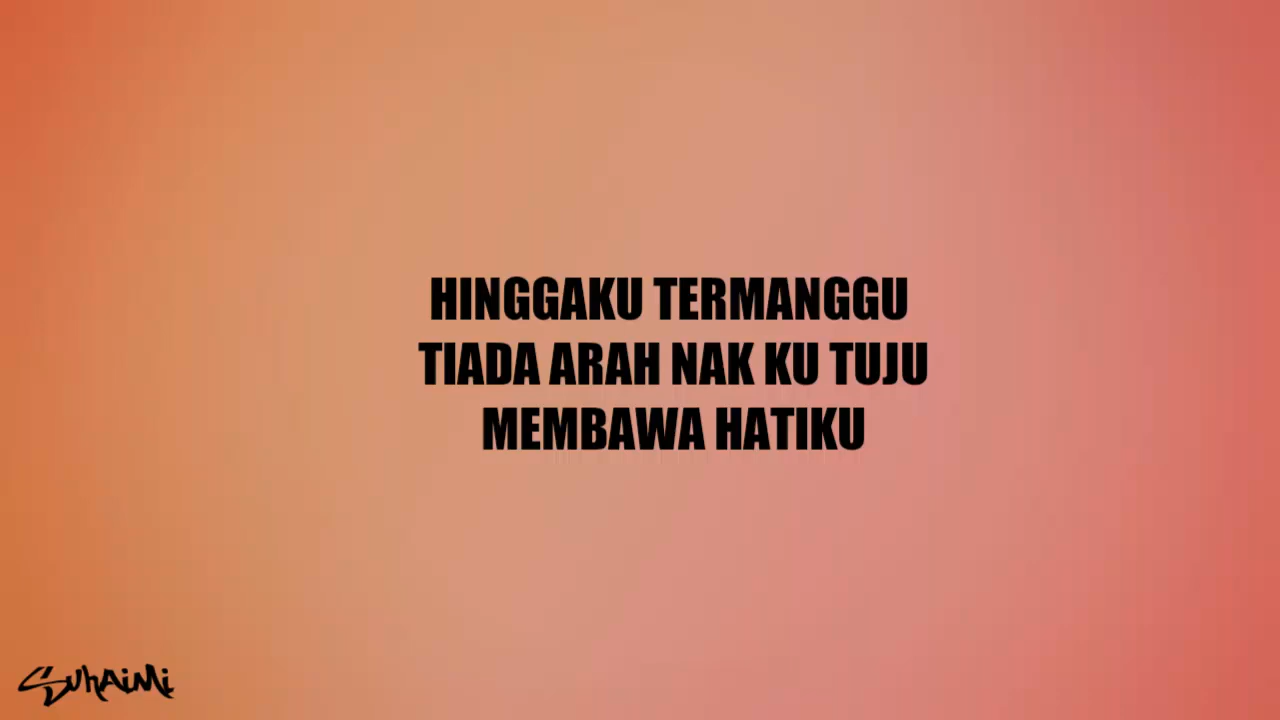 HINGGAKU TERMANGGU
TIADA ARAH NAK KU TUJU
MEMBAWA HATIKU
SUHAiMi